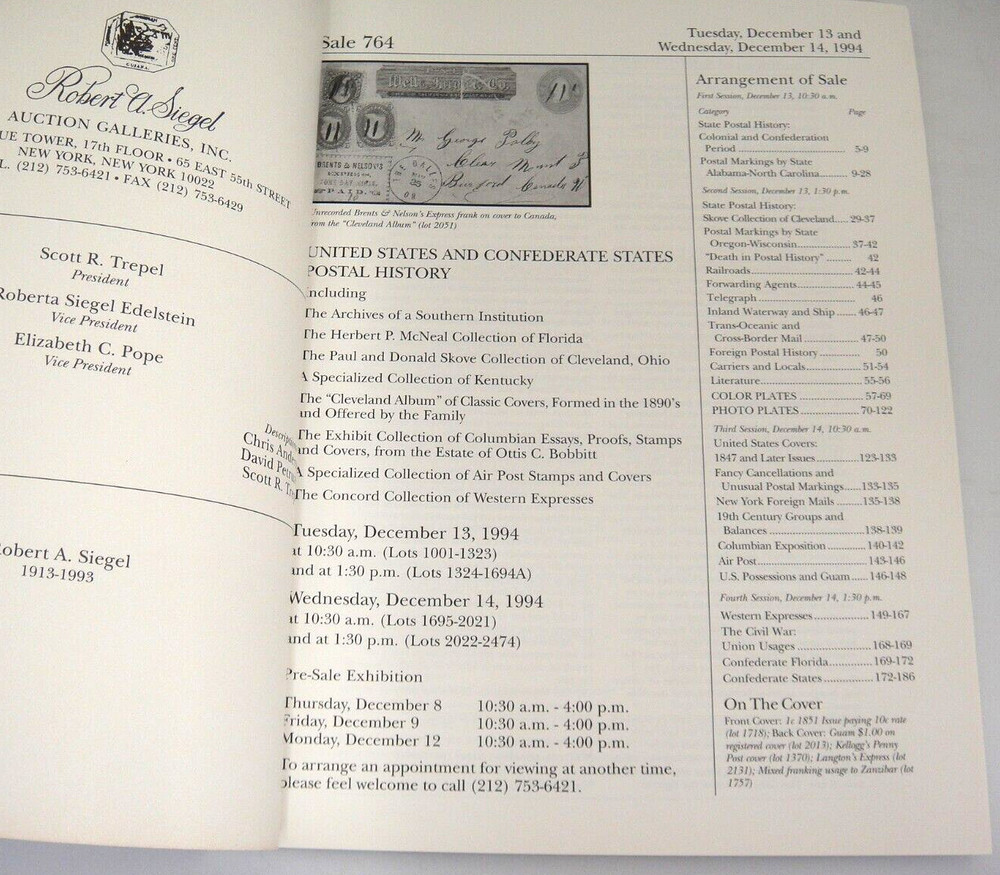 Robert A. Siegel
AUCTION GALLERIES, INC.
TOWER, 17th FLOOR • 65 EAST 55th STREET
NEW YORK, NEW YORK 10022
(212) 753-6421 • FAX (212) 753-6429
Scott R. Trepel
President
Roberta Siegel Edelstein
Vice President
Elizabeth C. Pope
Vice President
Chris
David
Scott R.
Robert A. Siegel
1913-1993
Sale 764
Tuesday, December 13 and
Wednesday, December 14, 1994
Wells, Fargo & Co.
Mr. George
Canada W
BRENTS & NELSON'S
PAID.
Unrecorded Brents & Nelson's Express frank on cover to Canada,
from the "Cleveland Album" (lot 2051)
UNITED STATES AND CONFEDERATE STATES
POSTAL HISTORY
including
The Archives of a Southern Institution
The Herbert P. McNeal Collection of Florida
The Paul and Donald Skove Collection of Cleveland, Ohio
A Specialized Collection of Kentucky
The "Cleveland Album" of Classic Covers, Formed in the 1890's
and Offered by the Family
The Exhibit Collection of Columbian Essays, Proofs, Stamps
and Covers, from the Estate of Ottis C. Bobbitt
A Specialized Collection of Air Post Stamps and Covers
The Concord Collection of Western Expresses
Tuesday, December 13, 1994
at 10:30 a.m. (Lots 1001-1323)
and at 1:30 p.m. (Lots 1324-1694A)
Wednesday, December 14, 1994
at 10:30 a.m. (Lots 1695-2021)
and at 1:30 p.m. (Lots 2022-2474)
Pre-Sale Exhibition
Thursday, December 8 10:30 a.m. - 4:00 p.m.
Friday, December 9 10:30 a.m. - 4:00 p.m.
Monday, December 12 10:30 a.m. - 4:00 p.m.
To arrange an appointment for viewing at another time,
please feel welcome to call (212) 753-6421.
Arrangement of Sale
First Session, December 13, 10:30 a.m.
Category Page
State Postal History:
Colonial and Confederation
Period ........ 5-9
Postal Markings by State
Alabama-North Carolina........ 9-28
Second Session, December 13, 1:30 p.m.
State Postal History:
Skove Collection of Cleveland..... 29-37
Postal Markings by State
Oregon-Wisconsin........ 37-42
"Death in Postal History" ........ 42
Railroads........ 42-44
Forwarding Agents........ 44-45
Telegraph ........ 46
Inland Waterway and Ship ...... 46-47
Trans-Oceanic and
Cross-Border Mail ........ 47-50
Foreign Postal History........ 50
Carriers and Locals........ 51-54
Literature........ 55-56
COLOR PLATES ........ 57-69
PHOTO PLATES ........ 70-122
Third Session, December 14, 10:30 a.m.
United States Covers:
1847 and Later Issues........ 123-133
Fancy Cancellations and
Unusual Postal Markings...... 133-135
New York Foreign Mails ........ 135-138
19th Century Groups and
Balances ........ 138-139
Columbian Exposition ........ 140-142
Air Post........ 143-146
U.S. Possessions and Guam...... 146-148
Fourth Session, December 14, 1:30 p.m.
Western Expresses........ 149-167
The Civil War:
Union Usages ........ 168-169
Confederate Florida........ 169-172
Confederate States ........ 172-186
On The Cover
Front Cover: 1c 1851 Issue paying 10c rate
(lot 1718); Back Cover: Guam $1.00 on
registered cover (lot 2013); Kellogg's Penny
Post cover (lot 1370); Langton's Express (lot
2131); Mixed franking usage to Zanzibar (lot
1757)